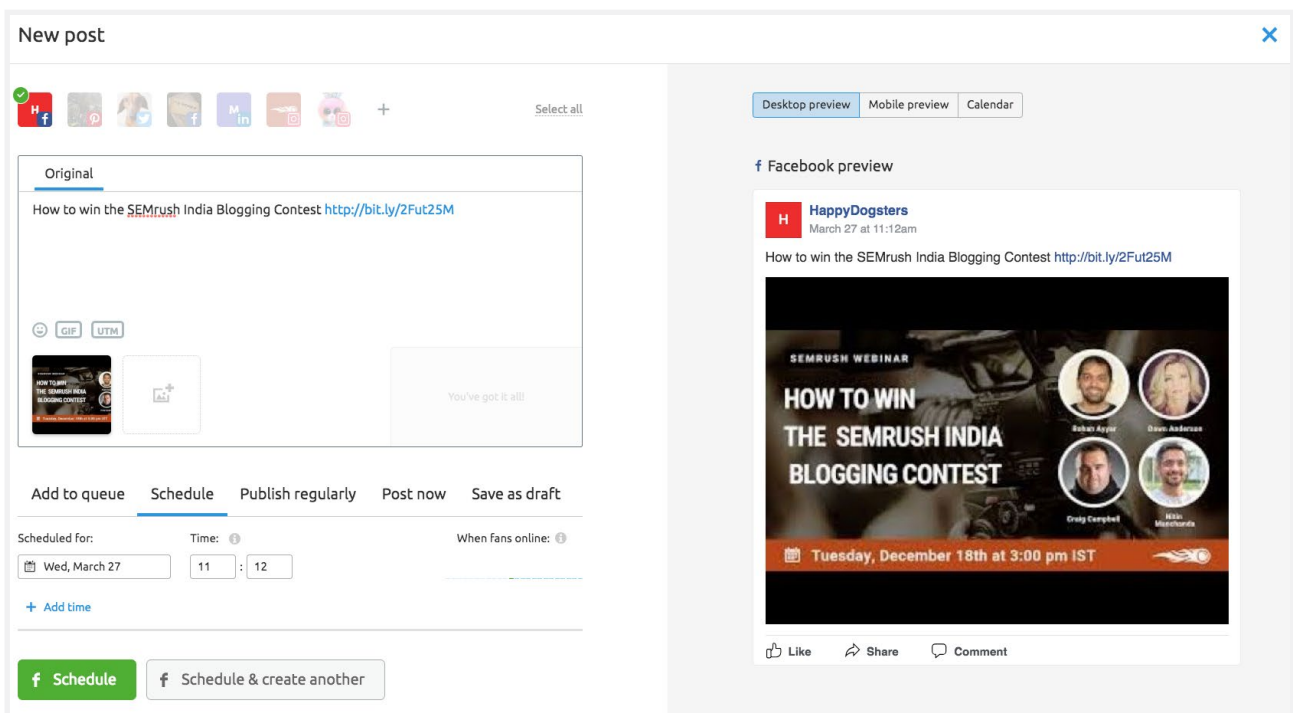 New post
H
M
Select all
Original
How to win the SEMrush India Blogging Contest http://bit.ly/2Fut25M
GIF UTM
HOW TO WIN
THE SEMRUSH INDIA
BLOGGING CONTEST
You've got it all!
Add to queue Schedule Publish regularly Post now Save as draft
Scheduled for: Time: When fans online:
Wed, March 27 11 : 12
+ Add time
Schedule Schedule & create another
Desktop preview Mobile preview Calendar
Facebook preview
H HappyDogsters
March 27 at 11:12am
How to win the SEMrush India Blogging Contest http://bit.ly/2Fut25M
SEMRUSH WEBINAR
HOW TO WIN
THE SEMRUSH INDIA
BLOGGING CONTEST
Rohan Ayyar Dawn Anderson
Craig Campbell Nitin Manchanda
Tuesday, December 18th at 3:00 pm IST
Like Share Comment